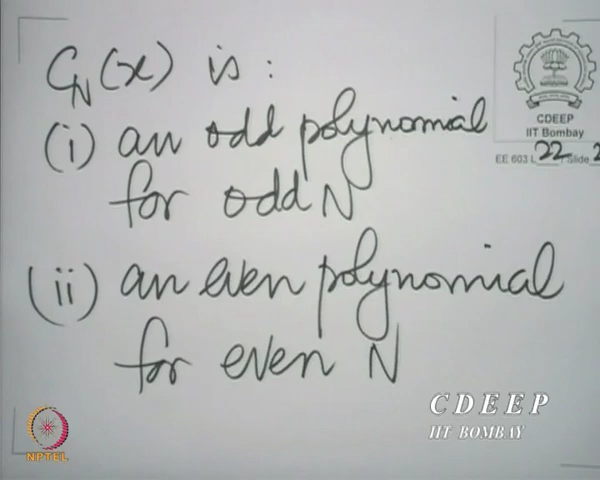 C_N(x) is:
(i) an odd polynomial
for odd N
(ii) an even polynomial
for even N
CDEEP
IIT Bombay
EE 603 L 22 / Slide 2
CDEEP
IIT BOMBAY
NPTEL